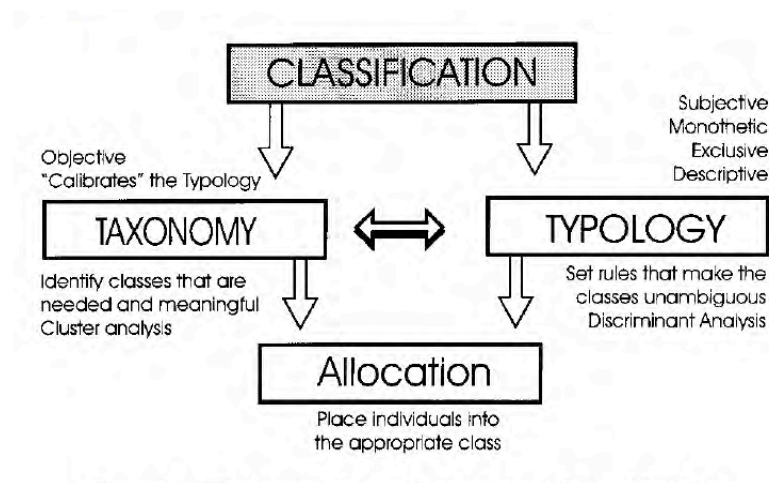 CLASSIFICATION
Subjective
Monothetic
Exclusive
Descriptive
Objective
"Calibrates" the Typology
TAXONOMY
TYPOLOGY
Identify classes that are
needed and meaningful
Cluster analysis
Set rules that make the
classes unambiguous
Discriminant Analysis
Allocation
Place individuals into
the appropriate class